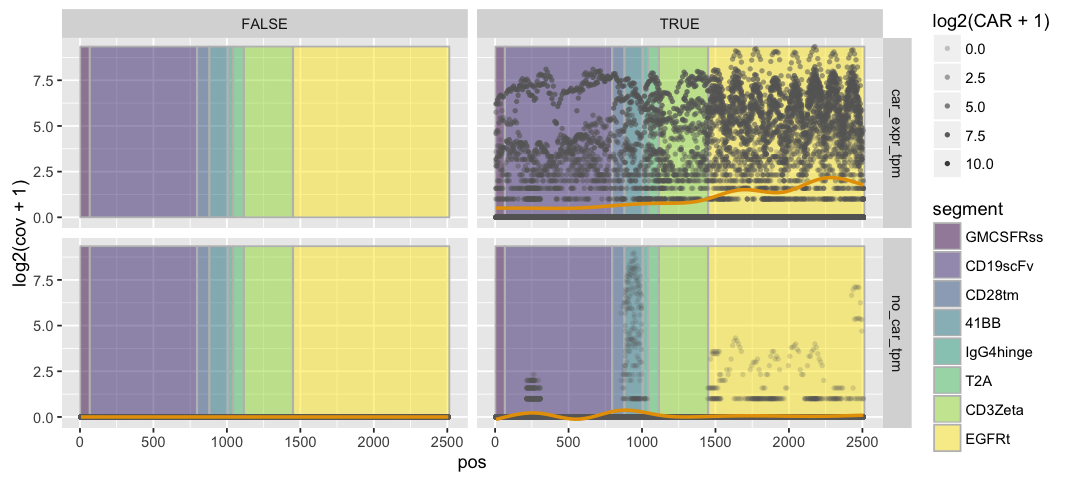 FALSE
TRUE
log2(cov + 1)
7.5
5.0
2.5
0.0
car_expr_tpm
7.5
5.0
2.5
0.0
no_car_tpm
0 500 1000 1500 2000 2500
0 500 1000 1500 2000 2500
pos
log2(CAR + 1)
0.0
2.5
5.0
7.5
10.0
segment
GMCSFRss
CD19scFv
CD28tm
41BB
IgG4hinge
T2A
CD3Zeta
EGFRt